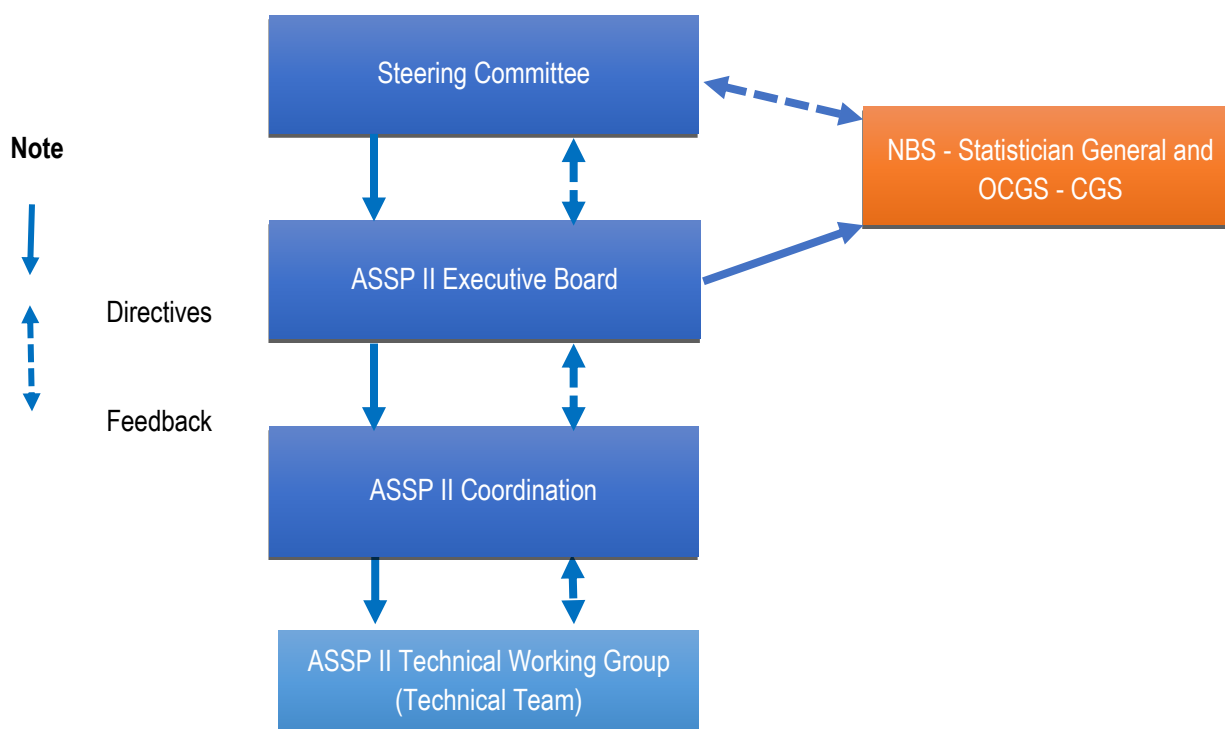 Steering Committee
Note
NBS - Statistician General and
OCGS - CGS
ASSP II Executive Board
Directives
Feedback
ASSP II Coordination
ASSP II Technical Working Group
(Technical Team)